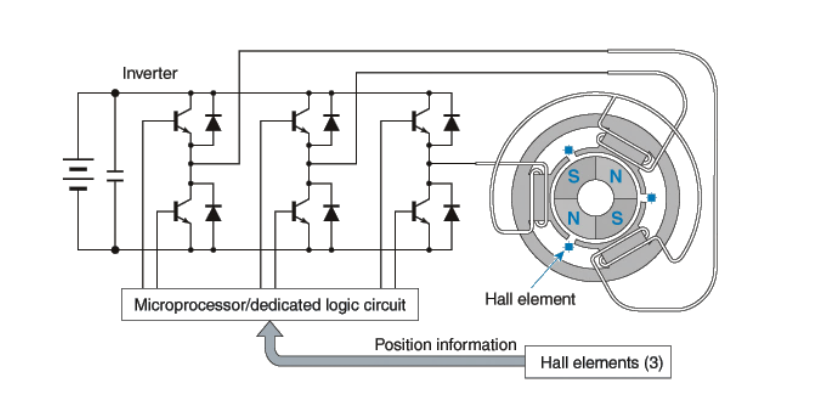 Inverter
S N
N S
Hall element
Microprocessor/dedicated logic circuit
Position information
Hall elements (3)